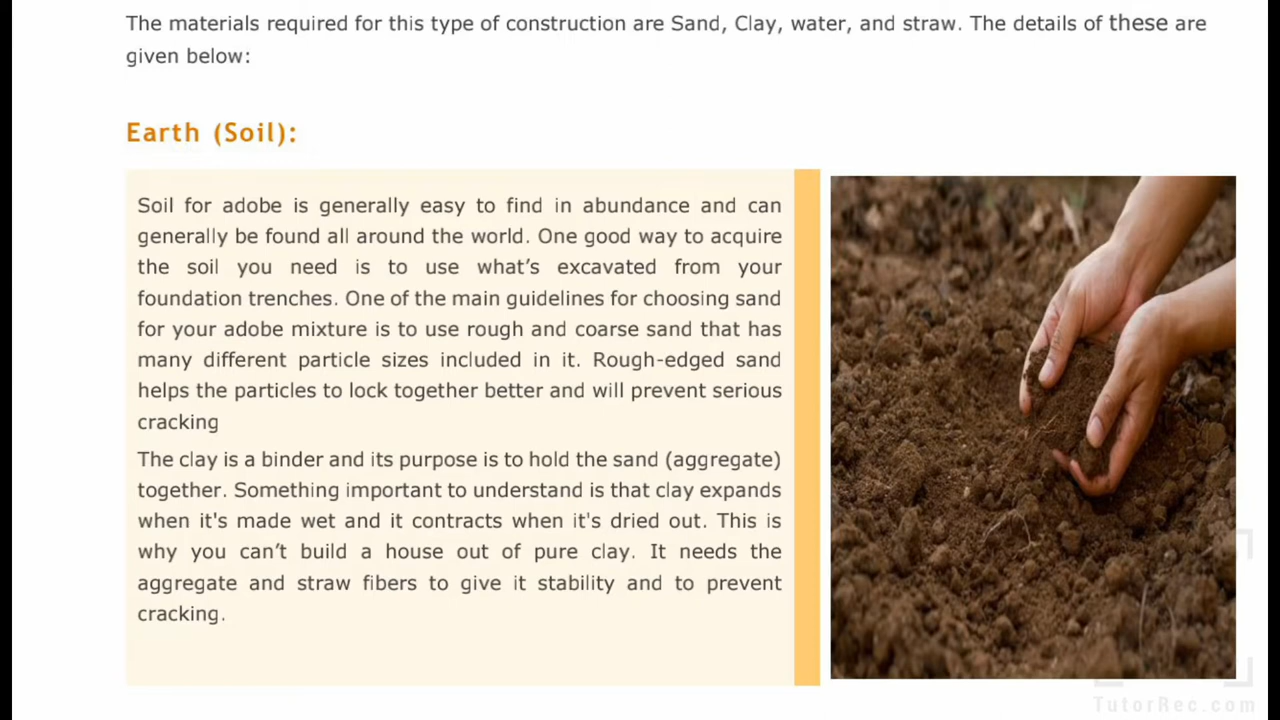 The materials required for this type of construction are Sand, Clay, water, and straw. The details of these are
given below:
Earth (Soil):
Soil for adobe is generally easy to find in abundance and can
generally be found all around the world. One good way to acquire
the soil you need is to use what’s excavated from your
foundation trenches. One of the main guidelines for choosing sand
for your adobe mixture is to use rough and coarse sand that has
many different particle sizes included in it. Rough-edged sand
helps the particles to lock together better and will prevent serious
cracking
The clay is a binder and its purpose is to hold the sand (aggregate)
together. Something important to understand is that clay expands
when it's made wet and it contracts when it's dried out. This is
why you can’t build a house out of pure clay. It needs the
aggregate and straw fibers to give it stability and to prevent
cracking.
TutorRec.com